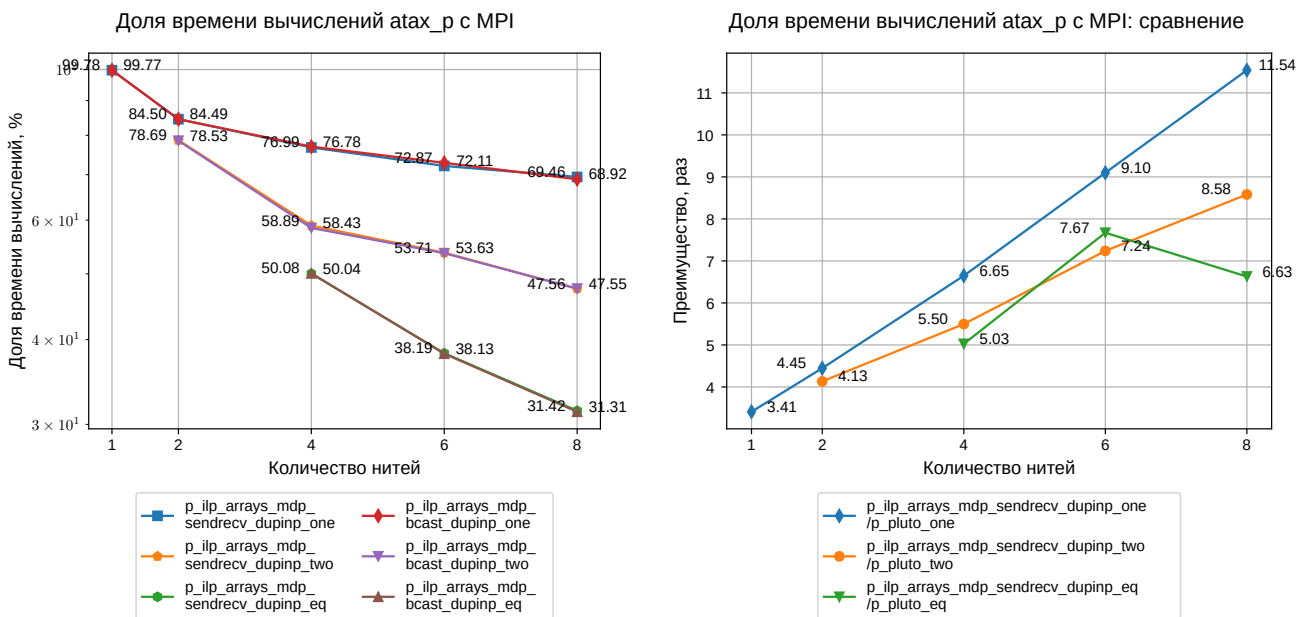 Доля времени вычислений atax_p с MPI
Доля времени вычислений, %
10²
6 × 10¹
4 × 10¹
3 × 10¹
99.78 99.77
84.50 84.49
78.69 78.53
76.99 76.78
72.87 72.11
69.46 68.92
58.89 58.43
53.71 53.63
50.08 50.04
47.56 47.55
38.19 38.13
31.42 31.31
1 2 4 6 8
Количество нитей
p_ilp_arrays_mdp_
sendrecv_dupinp_one
p_ilp_arrays_mdp_
sendrecv_dupinp_two
p_ilp_arrays_mdp_
sendrecv_dupinp_eq
p_ilp_arrays_mdp_
bcast_dupinp_one
p_ilp_arrays_mdp_
bcast_dupinp_two
p_ilp_arrays_mdp_
bcast_dupinp_eq
Доля времени вычислений atax_p с MPI: сравнение
Преимущество, раз
11
10
9
8
7
6
5
4
11.54
9.10
8.58
7.67
7.24
6.65
6.63
5.50
5.03
4.45
4.13
3.41
1 2 4 6 8
Количество нитей
p_ilp_arrays_mdp_sendrecv_dupinp_one
/p_pluto_one
p_ilp_arrays_mdp_sendrecv_dupinp_two
/p_pluto_two
p_ilp_arrays_mdp_sendrecv_dupinp_eq
/p_pluto_eq